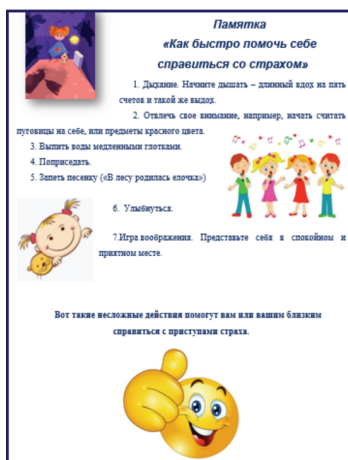 Памятка
«Как быстро помочь себе
справиться со страхом»
1. Дыхание. Начните дышать – длинный вдох на пять
счетов и такой же выдох.
2. Отвлечь свое внимание, например, начать считать
пуговицы на себе, или предметы красного цвета.
3. Выпить воды медленными глотками.
4. Поприседать.
5. Запеть песенку («В лесу родилась елочка»)
6. Улыбнуться.
7.Игра воображения. Представьте себя в спокойном и
приятном месте.
Вот такие несложные действия помогут вам или вашим близким
справиться с приступами страха.